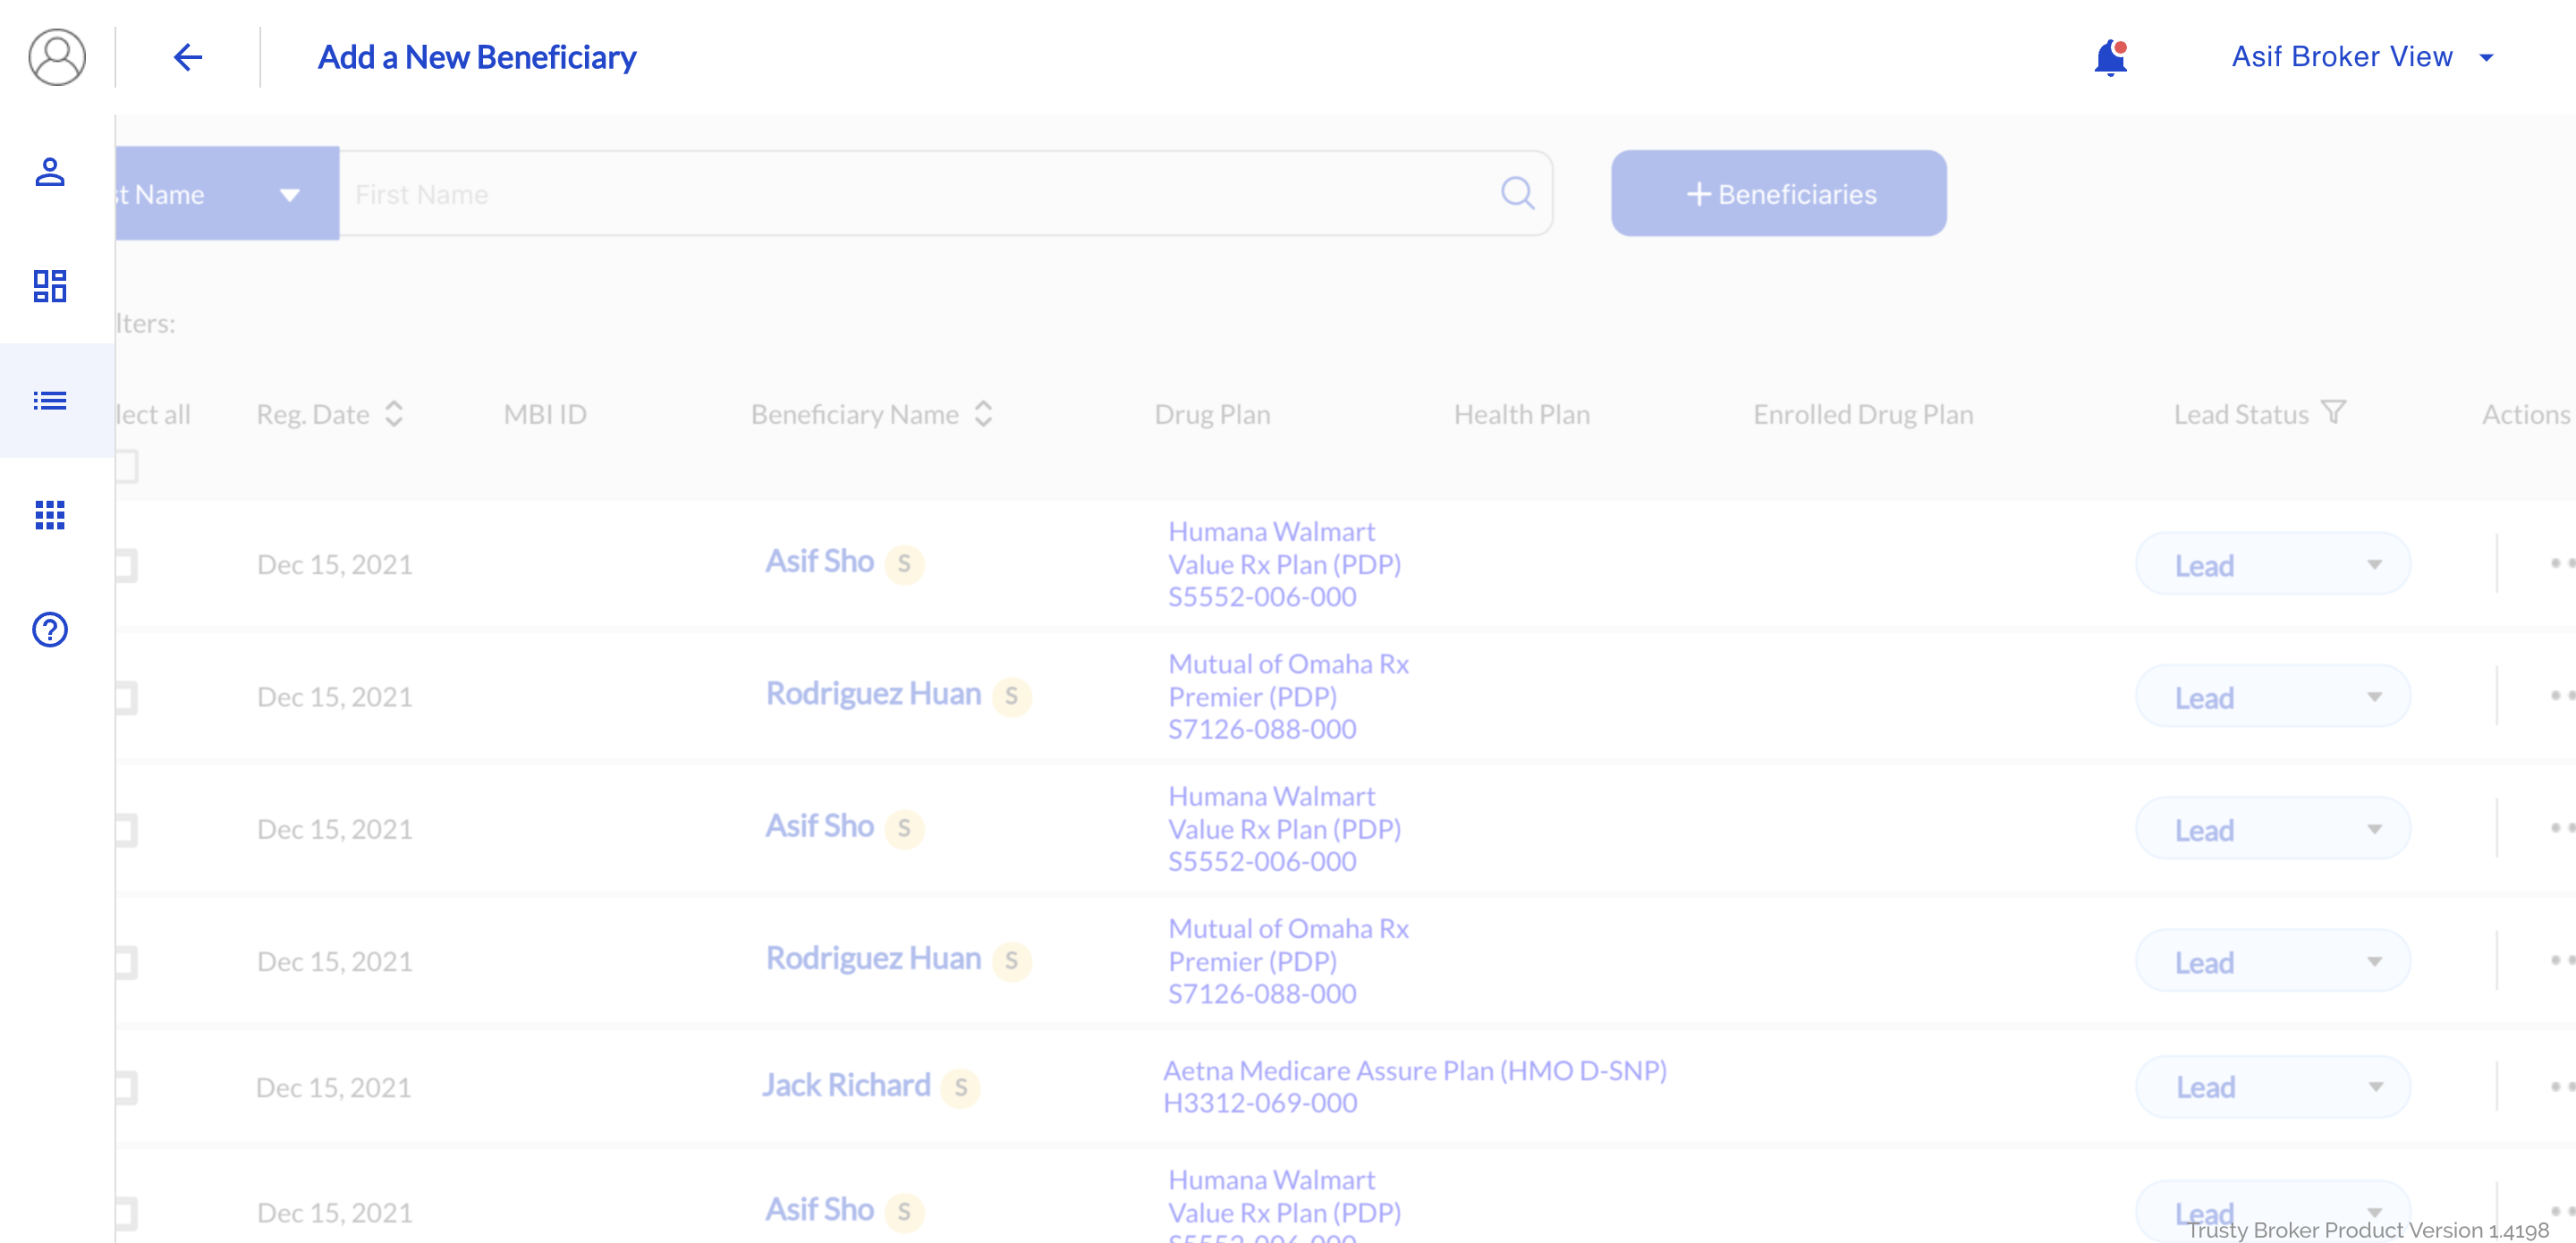 Add a New Beneficiary
Asif Broker View
st Name
First Name
+ Beneficiaries
lters:
lect all Reg. Date MBI ID Beneficiary Name Drug Plan Health Plan Enrolled Drug Plan Lead Status Actions
Dec 15, 2021
Asif Sho S
Humana Walmart
Value Rx Plan (PDP)
S5552-006-000
Lead
Dec 15, 2021
Rodriguez Huan S
Mutual of Omaha Rx
Premier (PDP)
S7126-088-000
Lead
Dec 15, 2021
Asif Sho S
Humana Walmart
Value Rx Plan (PDP)
S5552-006-000
Lead
Dec 15, 2021
Rodriguez Huan S
Mutual of Omaha Rx
Premier (PDP)
S7126-088-000
Lead
Dec 15, 2021
Jack Richard S
Aetna Medicare Assure Plan (HMO D-SNP)
H3312-069-000
Lead
Dec 15, 2021
Asif Sho S
Humana Walmart
Value Rx Plan (PDP)
S5552-006-000
Lead
Trusty Broker Product Version 1.4198